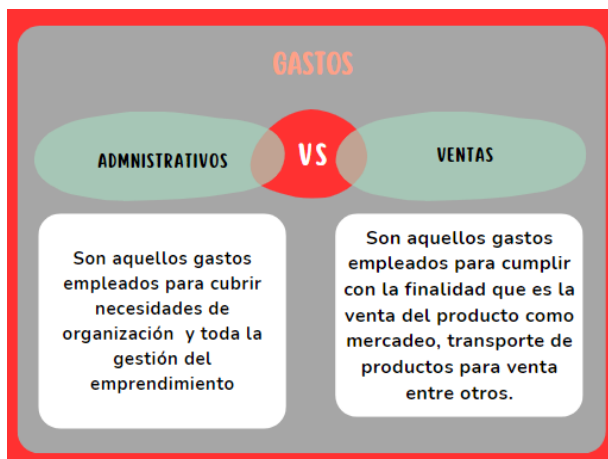 GASTOS
ADMNISTRATIVOS
VS
VENTAS
Son aquellos gastos
empleados para cubrir
necesidades de
organización y toda la
gestión del
emprendimiento
Son aquellos gastos
empleados para cumplir
con la finalidad que es la
venta del producto como
mercadeo, transporte de
productos para venta
entre otros.